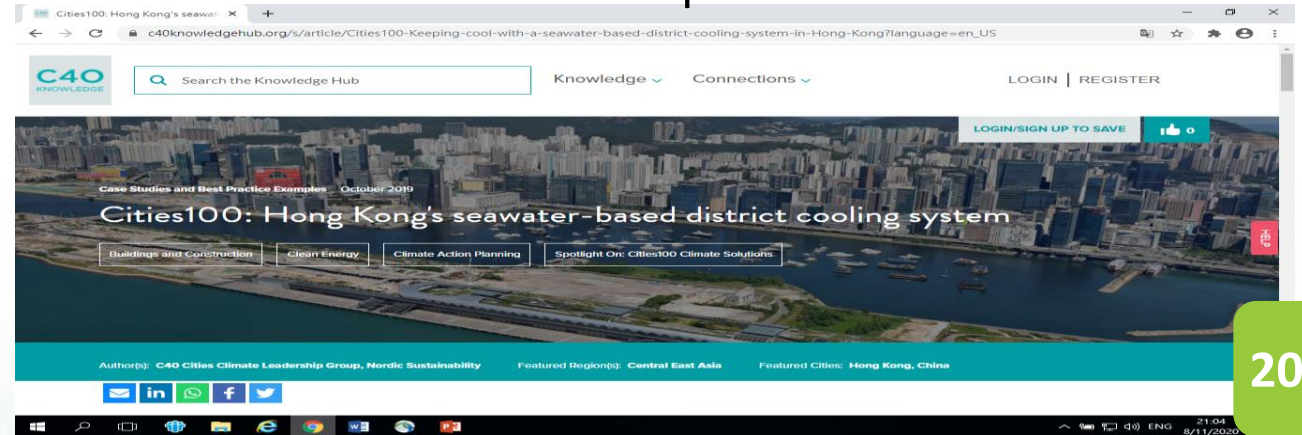 C40 Cities100: Hong Kong's seawat
c40knowledgehub.org/s/article/Cities100-Keeping-cool-with-a-seawater-based-district-cooling-system-in-Hong-Kong?language=en_US
C40
KNOWLEDGE
Search the Knowledge Hub
Knowledge
Connections
LOGIN | REGISTER
LOGIN/SIGN UP TO SAVE
0
Case Studies and Best Practice Examples October 2019
Cities100: Hong Kong's seawater-based district cooling system
HELP
Buildings and Construction
Clean Energy
Climate Action Planning
Spotlight On: Cities100 Climate Solutions
Author(s): C40 Cities Climate Leadership Group, Nordic Sustainability
Featured Region(s): Central East Asia
Featured Cities: Hong Kong, China
20
ENG
21:04
8/11/2020